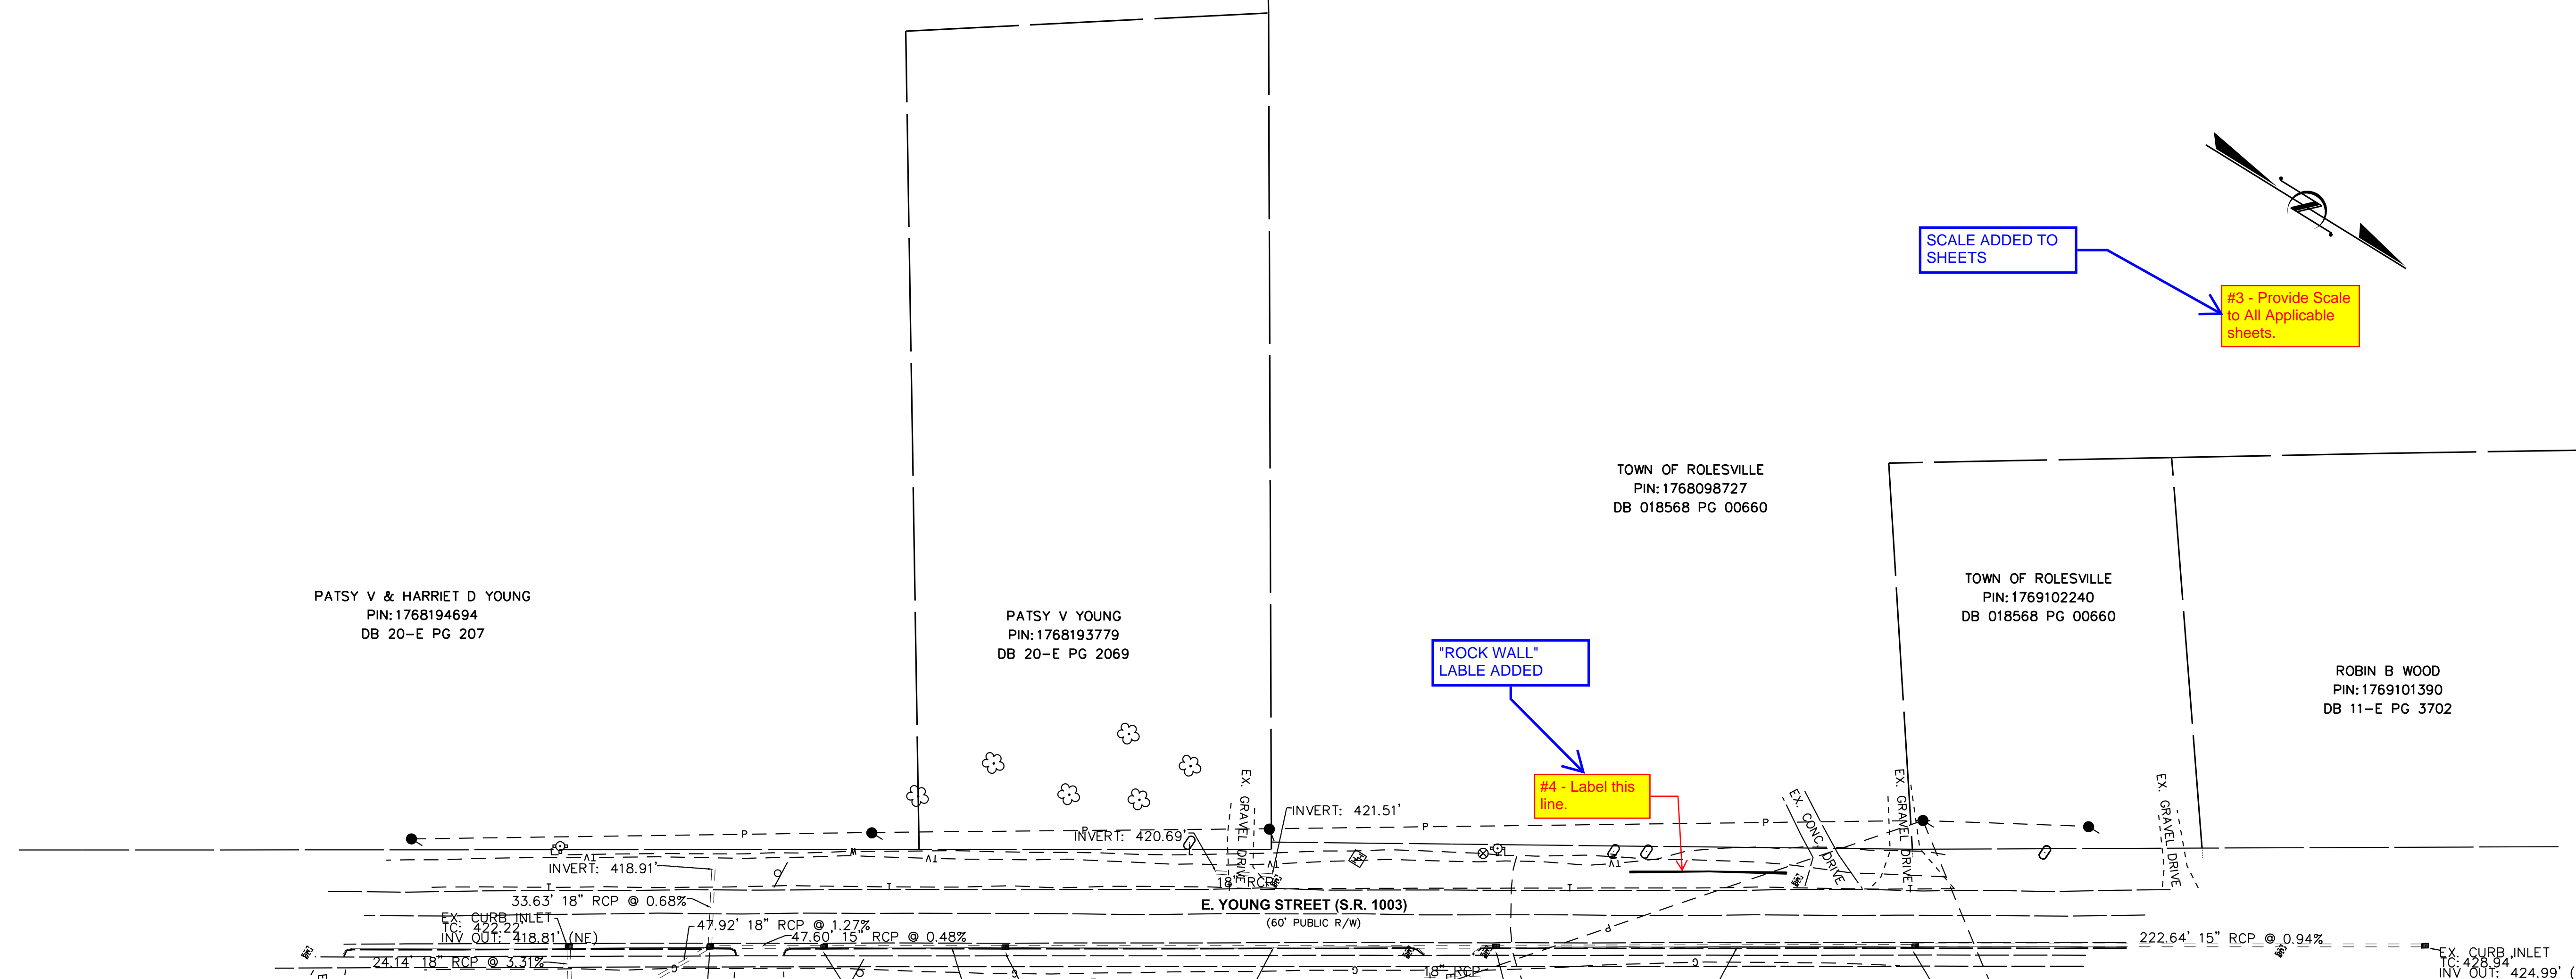 SCALE ADDED TO
SHEETS
#3 - Provide Scale
to All Applicable
sheets.
TOWN OF ROLESVILLE
PIN:1768098727
DB 018568 PG 00660
TOWN OF ROLESVILLE
PIN:1769102240
DB 018568 PG 00660
PATSY V & HARRIET D YOUNG
PIN:1768194694
DB 20-E PG 207
PATSY V YOUNG
PIN:1768193779
DB 20-E PG 2069
"ROCK WALL"
LABLE ADDED
ROBIN B WOOD
PIN:1769101390
DB 11-E PG 3702
#4 - Label this
line.
EX. GRAVEL DRIVE
EX. CONC. DRIVE
EX. GRAVEL DRIVE
EX. GRAVEL DRIVE
INVERT: 421.51'
INVERT: 420.69'
P
P
P
P
P
TV
W
TV
TV
TV
INVERT: 418.91'
18" RCP
T
T
T
T
33.63' 18" RCP @ 0.68%
E. YOUNG STREET (S.R. 1003)
(60' PUBLIC R/W)
EX. CURB INLET
TC: 422.22'
INV OUT: 418.81' (NE)
47.92' 18" RCP @ 1.27%
47.60' 15" RCP @ 0.48%
222.64' 15" RCP @ 0.94%
24.14' 18" RCP @ 3.31%
G
G
G
G
18" RCP
EX. CURB INLET
TC: 428.94'
INV OUT: 424.99'